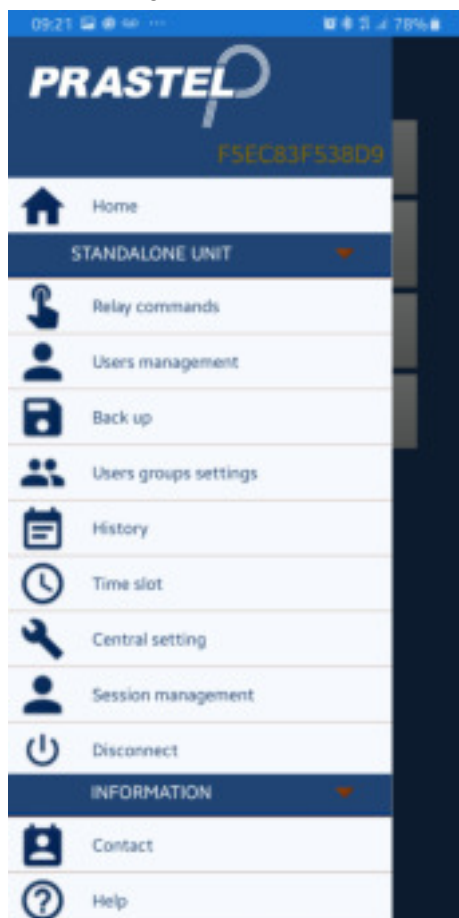 09:21 ... 78%
PRASTEL
F5EC83F538D9
Home
STANDALONE UNIT
Relay commands
Users management
Back up
Users groups settings
History
Time slot
Central setting
Session management
Disconnect
INFORMATION
Contact
Help